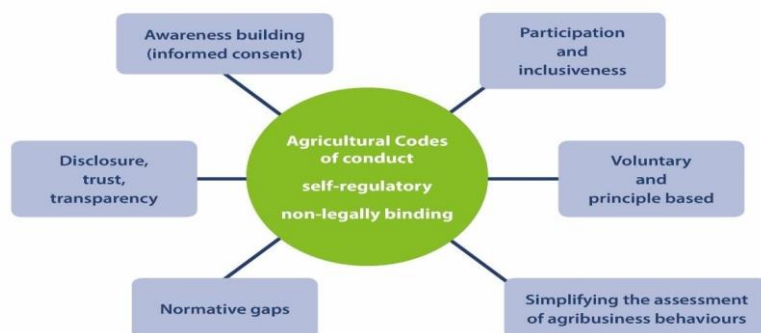 Awareness building
(informed consent)
Participation
and
inclusiveness
Disclosure,
trust,
transparency
Agricultural Codes
of conduct
self-regulatory
non-legally binding
Voluntary
and
principle based
Normative gaps
Simplifying the assessment
of agribusiness behaviours